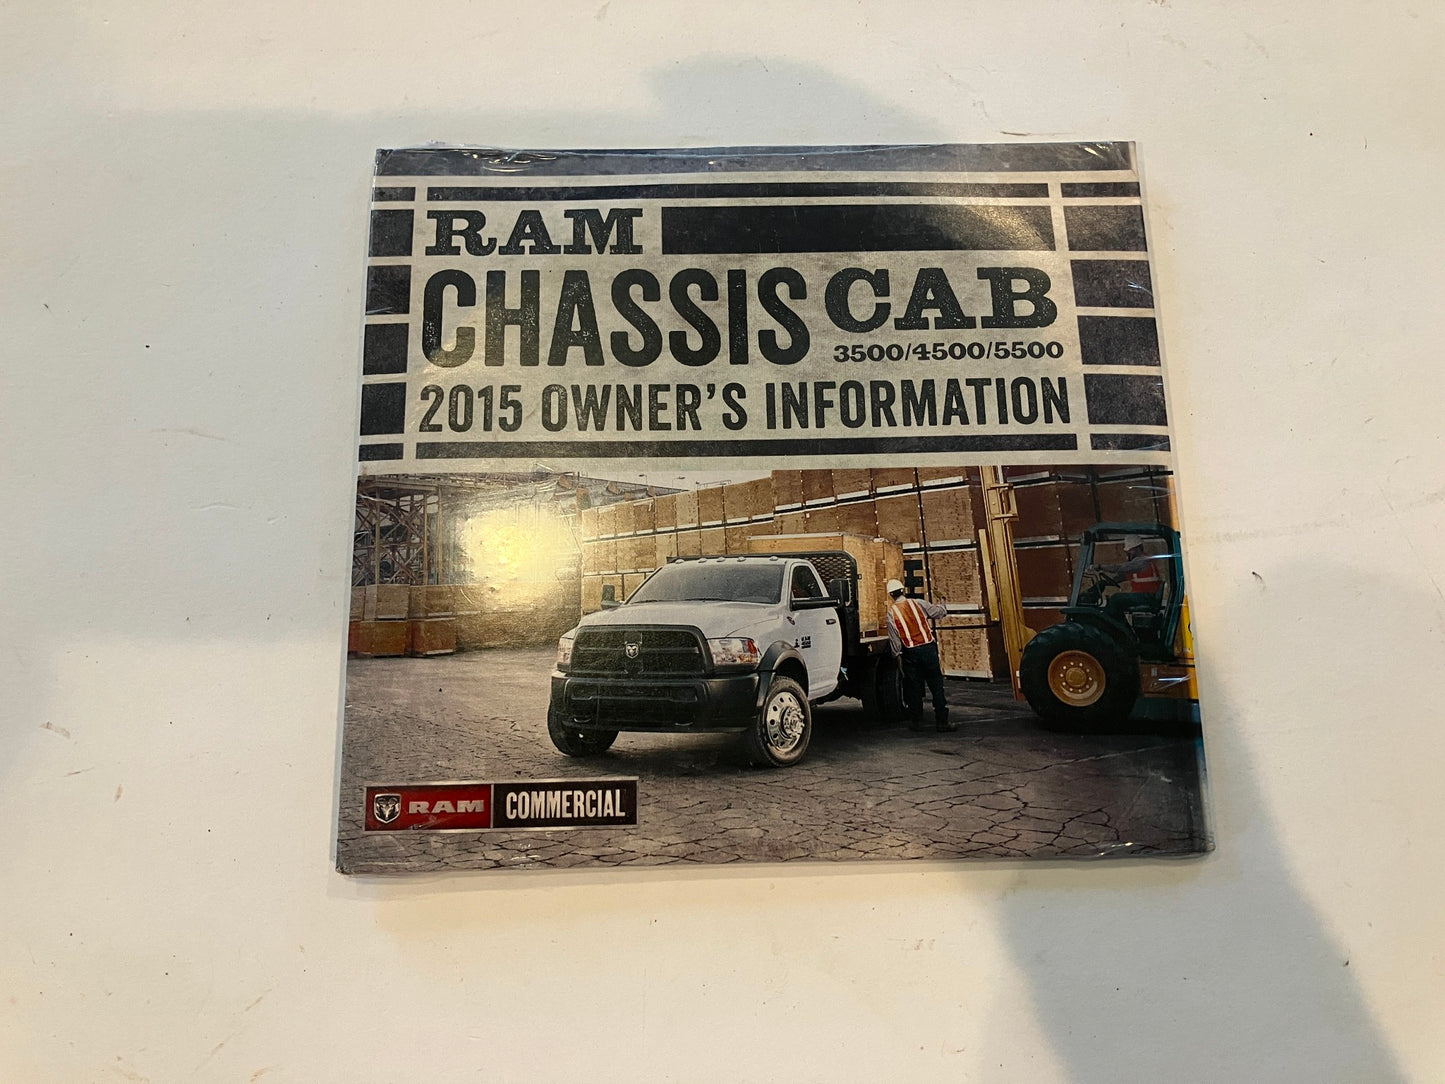 RAM
CHASSIS CAB
3500/4500/5500
2015 OWNER'S INFORMATION
RAM COMMERCIAL